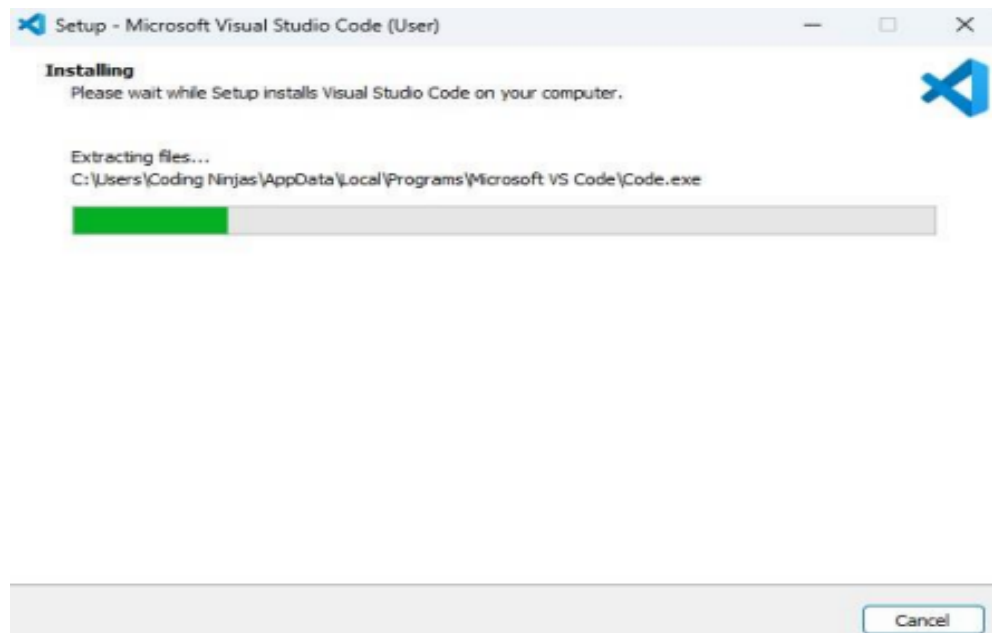 Setup - Microsoft Visual Studio Code (User)
Installing
Please wait while Setup installs Visual Studio Code on your computer.
Extracting files...
C:\Users\Coding Ninjas\AppData\Local\Programs\Microsoft VS Code\Code.exe
Cancel